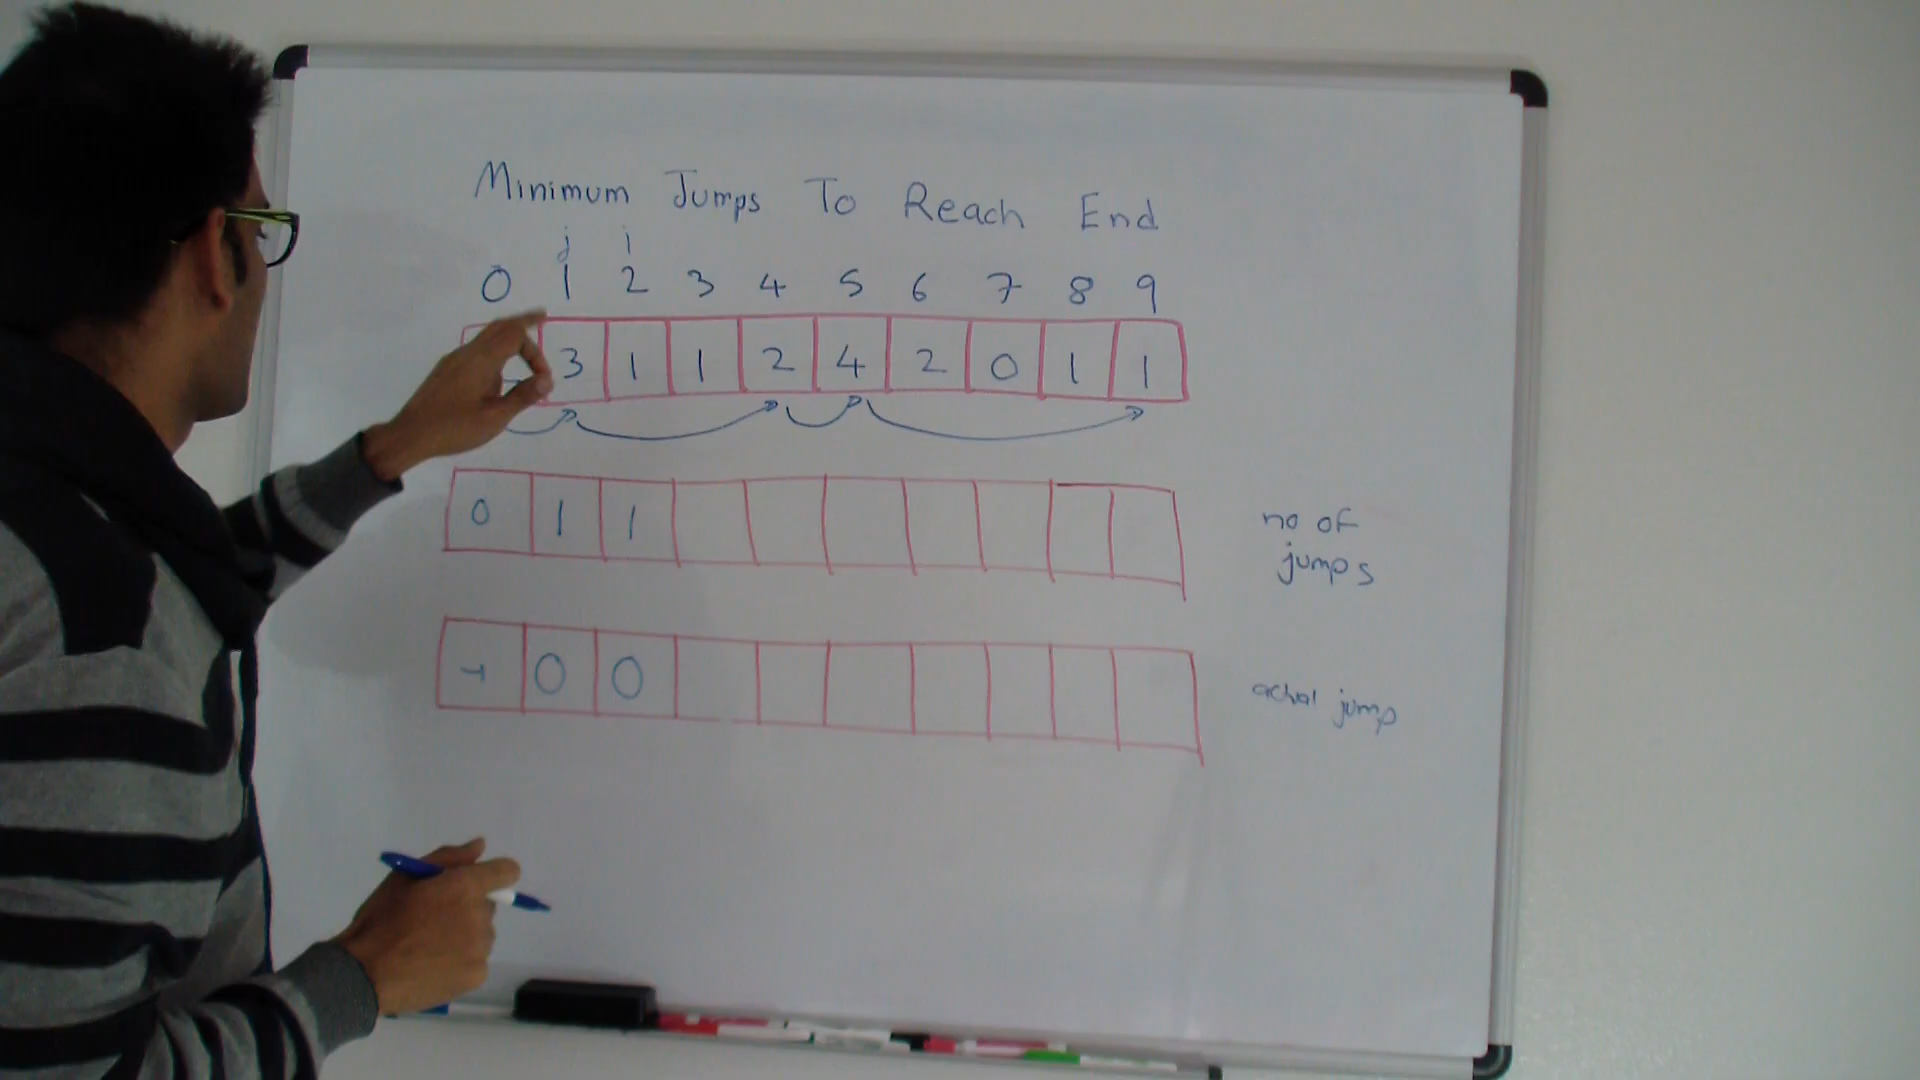 Minimum Jumps To Reach End
j i
0 1 2 3 4 5 6 7 8 9
3 1 1 2 4 2 0 1 1
0 1 1
no of
jumps
-1 0 0
actual jump